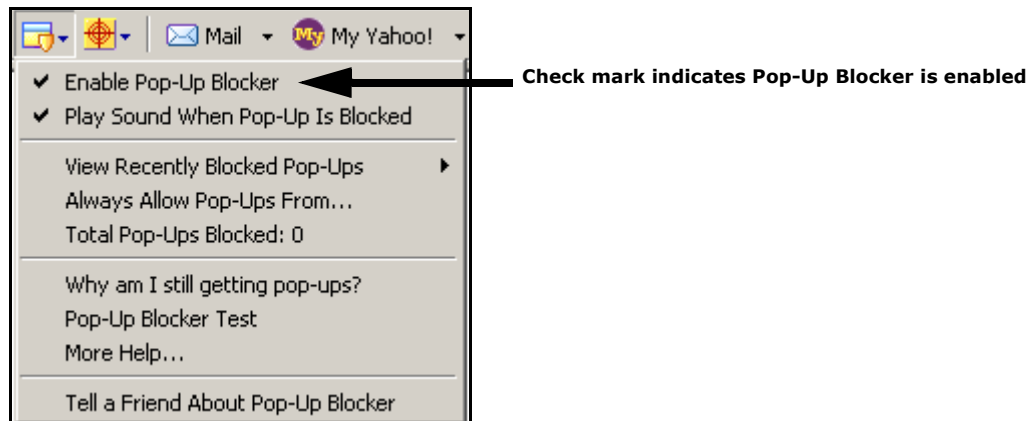 Mail My Yahoo!
Enable Pop-Up Blocker
Check mark indicates Pop-Up Blocker is enabled
Play Sound When Pop-Up Is Blocked
View Recently Blocked Pop-Ups
Always Allow Pop-Ups From...
Total Pop-Ups Blocked: 0
Why am I still getting pop-ups?
Pop-Up Blocker Test
More Help...
Tell a Friend About Pop-Up Blocker